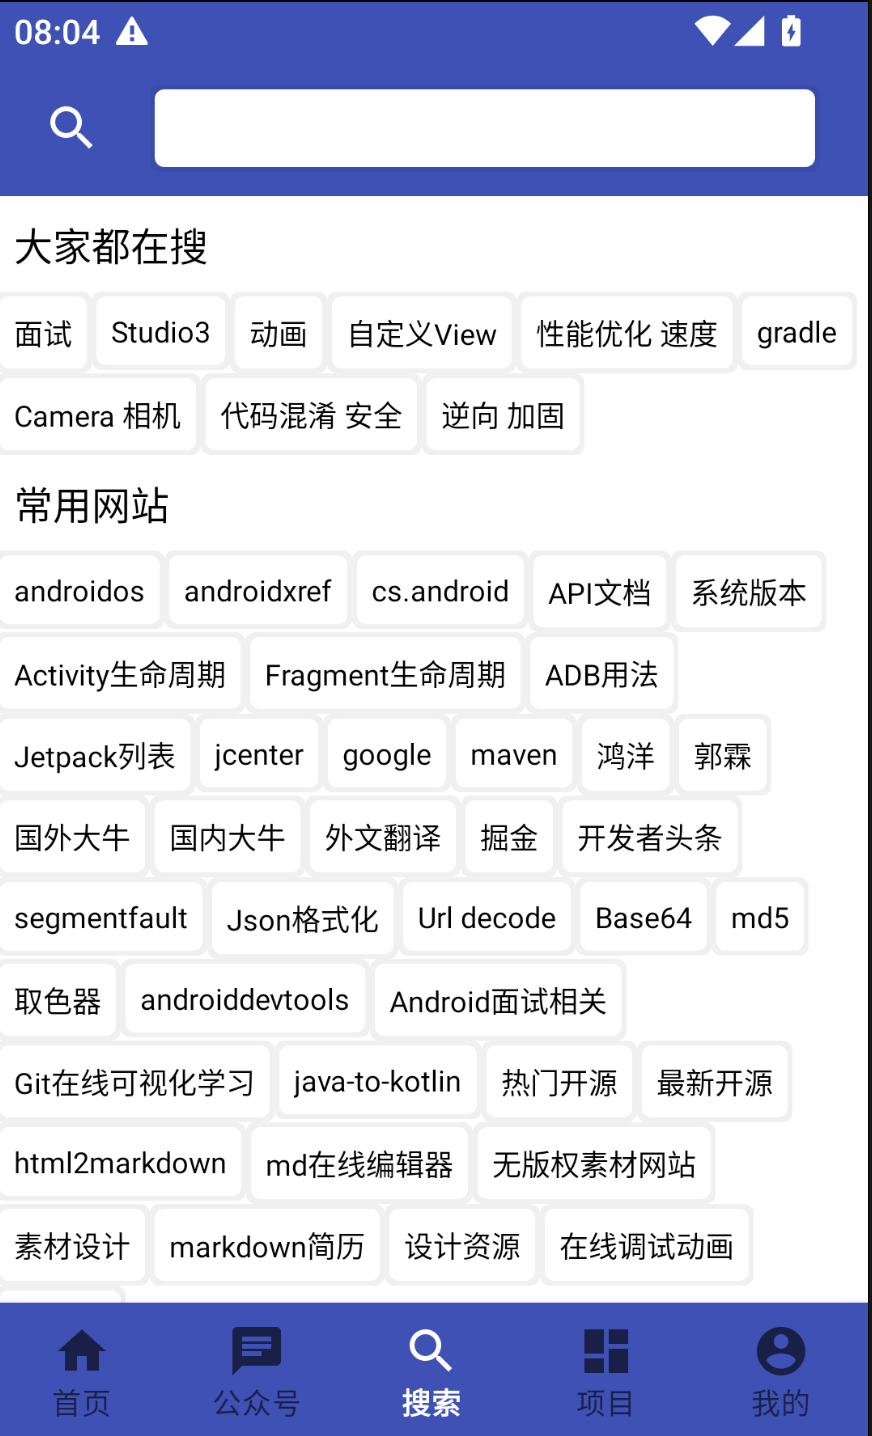 08:04
大家都在搜
面试 Studio3 动画 自定义View 性能优化 速度 gradle
Camera 相机 代码混淆 安全 逆向 加固
常用网站
androidos androidxref cs.android API文档 系统版本
Activity生命周期 Fragment生命周期 ADB用法
Jetpack列表 jcenter google maven 鸿洋 郭霖
国外大牛 国内大牛 外文翻译 掘金 开发者头条
segmentfault Json格式化 Url decode Base64 md5
取色器 androiddevtools Android面试相关
Git在线可视化学习 java-to-kotlin 热门开源 最新开源
html2markdown md在线编辑器 无版权素材网站
素材设计 markdown简历 设计资源 在线调试动画
首页 公众号 搜索 项目 我的